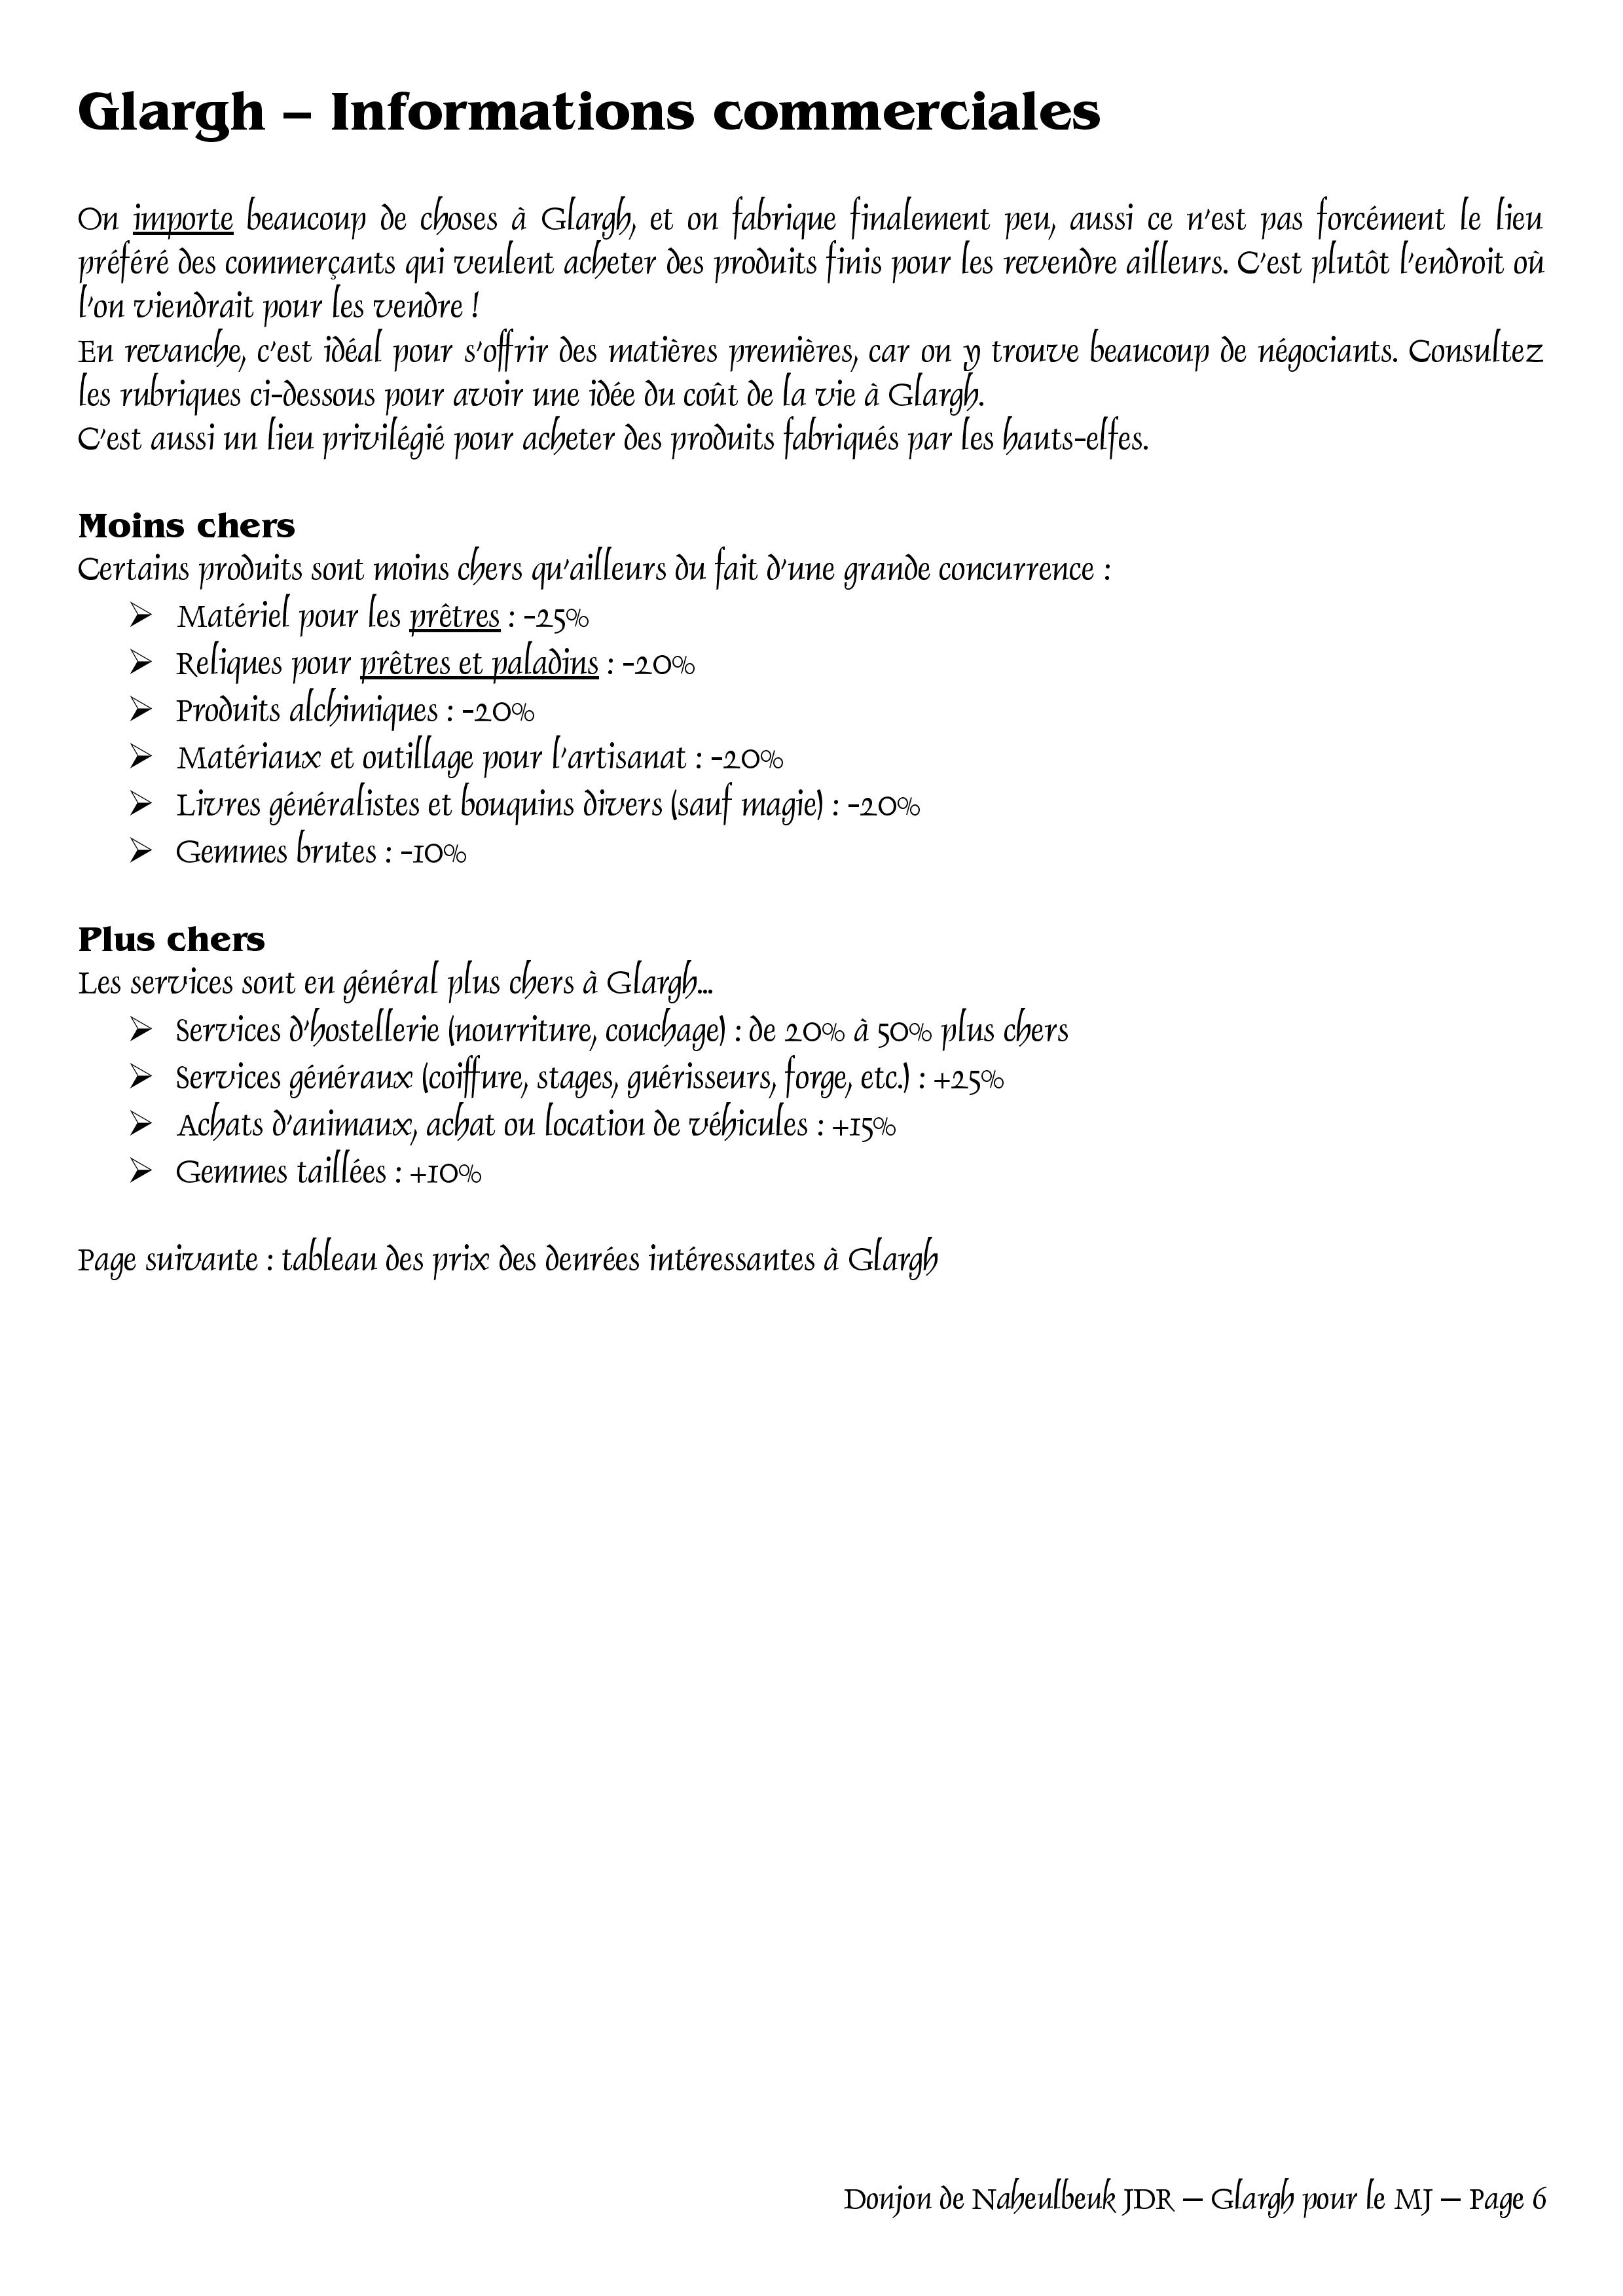 Glargh – Informations commerciales
On importe beaucoup de choses à Glargh, et on fabrique finalement peu, aussi ce n'est pas forcément le lieu
préféré des commerçants qui veulent acheter des produits finis pour les revendre ailleurs. C'est plutôt l'endroit où
l'on viendrait pour les vendre !
En revanche, c'est idéal pour s'offrir des matières premières, car on y trouve beaucoup de négociants. Consultez
les rubriques ci-dessous pour avoir une idée du coût de la vie à Glargh.
C'est aussi un lieu privilégié pour acheter des produits fabriqués par les hauts-elfes.
Moins chers
Certains produits sont moins chers qu'ailleurs du fait d'une grande concurrence :
➢ Matériel pour les prêtres : -25%
➢ Reliques pour prêtres et paladins : -20%
➢ Produits alchimiques : -20%
➢ Matériaux et outillage pour l'artisanat : -20%
➢ Livres généralistes et bouquins divers (sauf magie) : -20%
➢ Gemmes brutes : -10%
Plus chers
Les services sont en général plus chers à Glargh...
➢ Services d'hostellerie (nourriture, couchage) : de 20% à 50% plus chers
➢ Services généraux (coiffure, stages, guérisseurs, forge, etc.) : +25%
➢ Achats d'animaux, achat ou location de véhicules : +15%
➢ Gemmes taillées : +10%
Page suivante : tableau des prix des denrées intéressantes à Glargh
Donjon de Naheulbeuk JDR – Glargh pour le MJ – Page 6